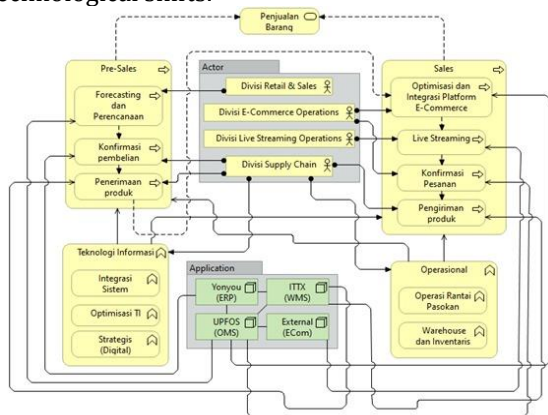 echnological shifts.
Penjualan
Barang
Pre-Sales
Forecasting
dan
Perencanaan
Konfirmasi
pembelian
Penerimaan
produk
Actor
Divisi Retail & Sales
Divisi E-Commerce Operations
Divisi Live Streaming Operations
Divisi Supply Chain
Sales
Optimisasi dan
Integrasi Platform
E-Commerce
Live Streaming
Konfirmasi
Pesanan
Pengiriman
produk
Teknologi Informasi
Integrasi
Sistem
Optimisasi TI
Strategis
(Digital)
Application
Yonyou
(ERP)
ITTX
(WMS)
UPFOS
(OMS)
External
(ECom)
Operasional
Operasi Rantai
Pasokan
Warehouse
dan Inventaris